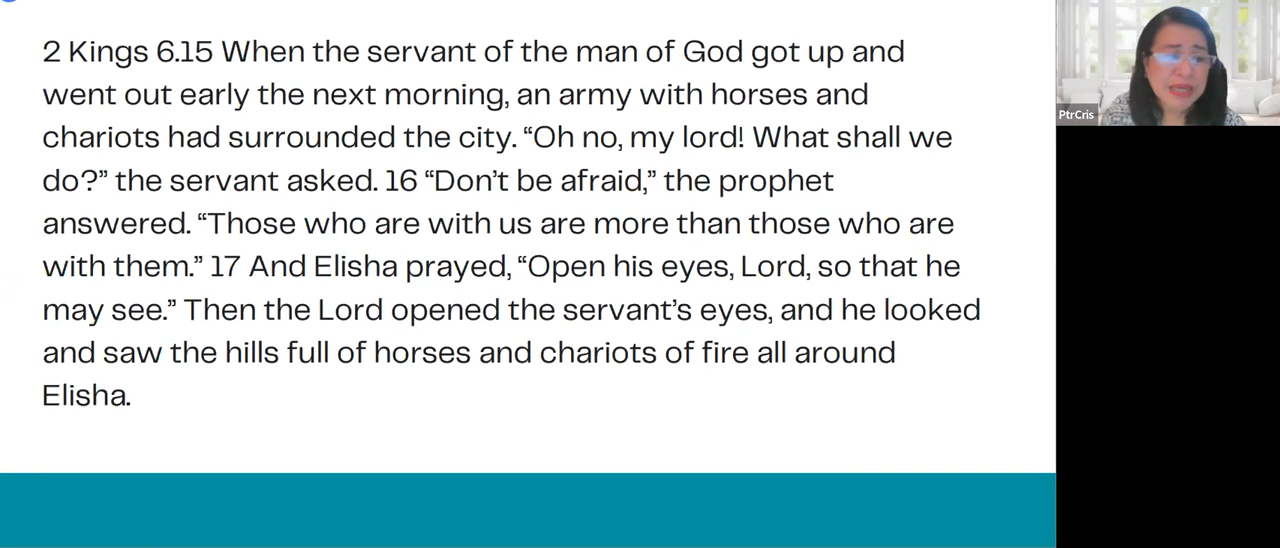 2 Kings 6.15 When the servant of the man of God got up and
went out early the next morning, an army with horses and
chariots had surrounded the city. “Oh no, my lord! What shall we
do?” the servant asked. 16 “Don’t be afraid,” the prophet
answered. “Those who are with us are more than those who are
with them.” 17 And Elisha prayed, “Open his eyes, Lord, so that he
may see.” Then the Lord opened the servant’s eyes, and he looked
and saw the hills full of horses and chariots of fire all around
Elisha.
PtrCris